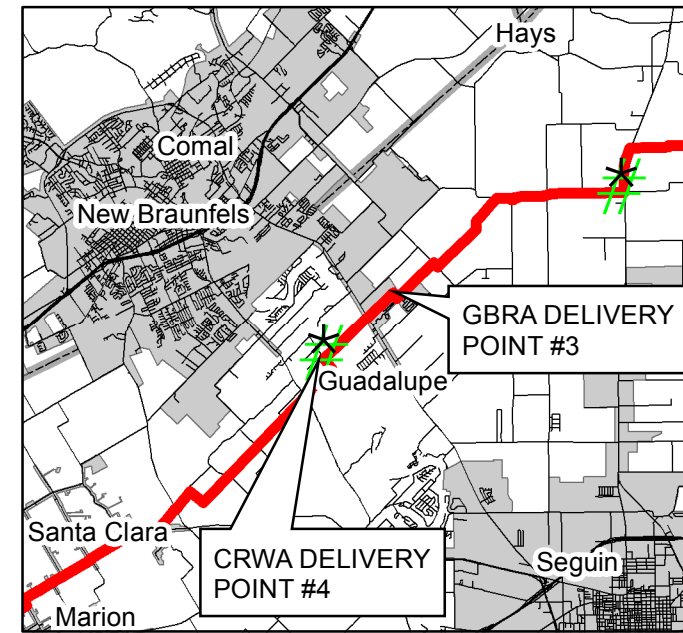 Hays
Comal
New Braunfels
GBRA DELIVERY
POINT #3
Guadalupe
Santa Clara
CRWA DELIVERY
POINT #4
Seguin
Marion